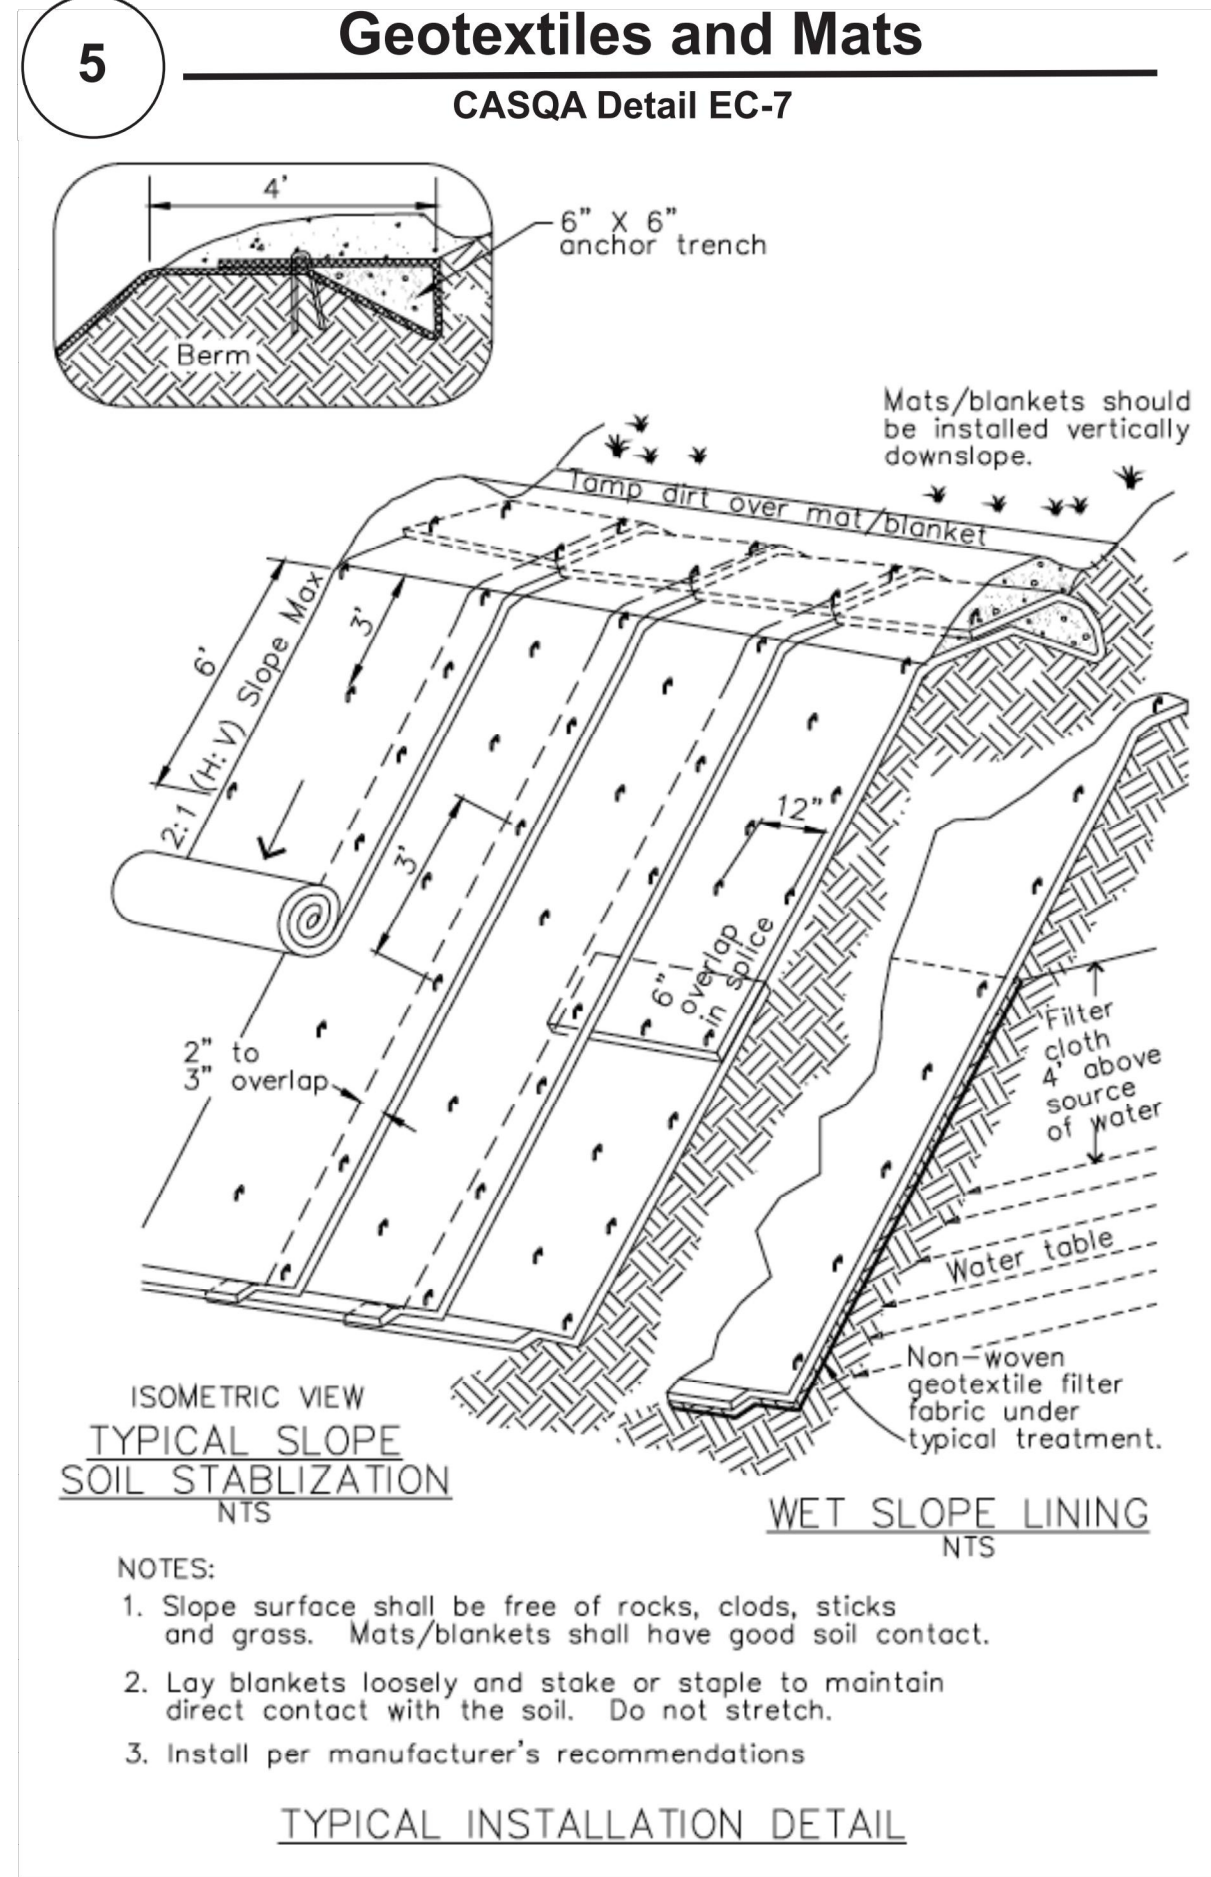 5
Geotextiles and Mats
CASQA Detail EC-7
4'
6" X 6"
anchor trench
Berm
Mats/blankets should
be installed vertically
downslope.
Tamp dirt over mat/blanket
6'
2:1 (H:V) Slope Max
3'
3'
12"
6"
overlap
in splice
2" to
3" overlap
Filter
cloth
4' above
source
of water
Water table
Non-woven
geotextile filter
fabric under
typical treatment.
ISOMETRIC VIEW
TYPICAL SLOPE
SOIL STABLIZATION
NTS
WET SLOPE LINING
NTS
NOTES:
1. Slope surface shall be free of rocks, clods, sticks
and grass. Mats/blankets shall have good soil contact.
2. Lay blankets loosely and stake or staple to maintain
direct contact with the soil. Do not stretch.
3. Install per manufacturer's recommendations
TYPICAL INSTALLATION DETAIL